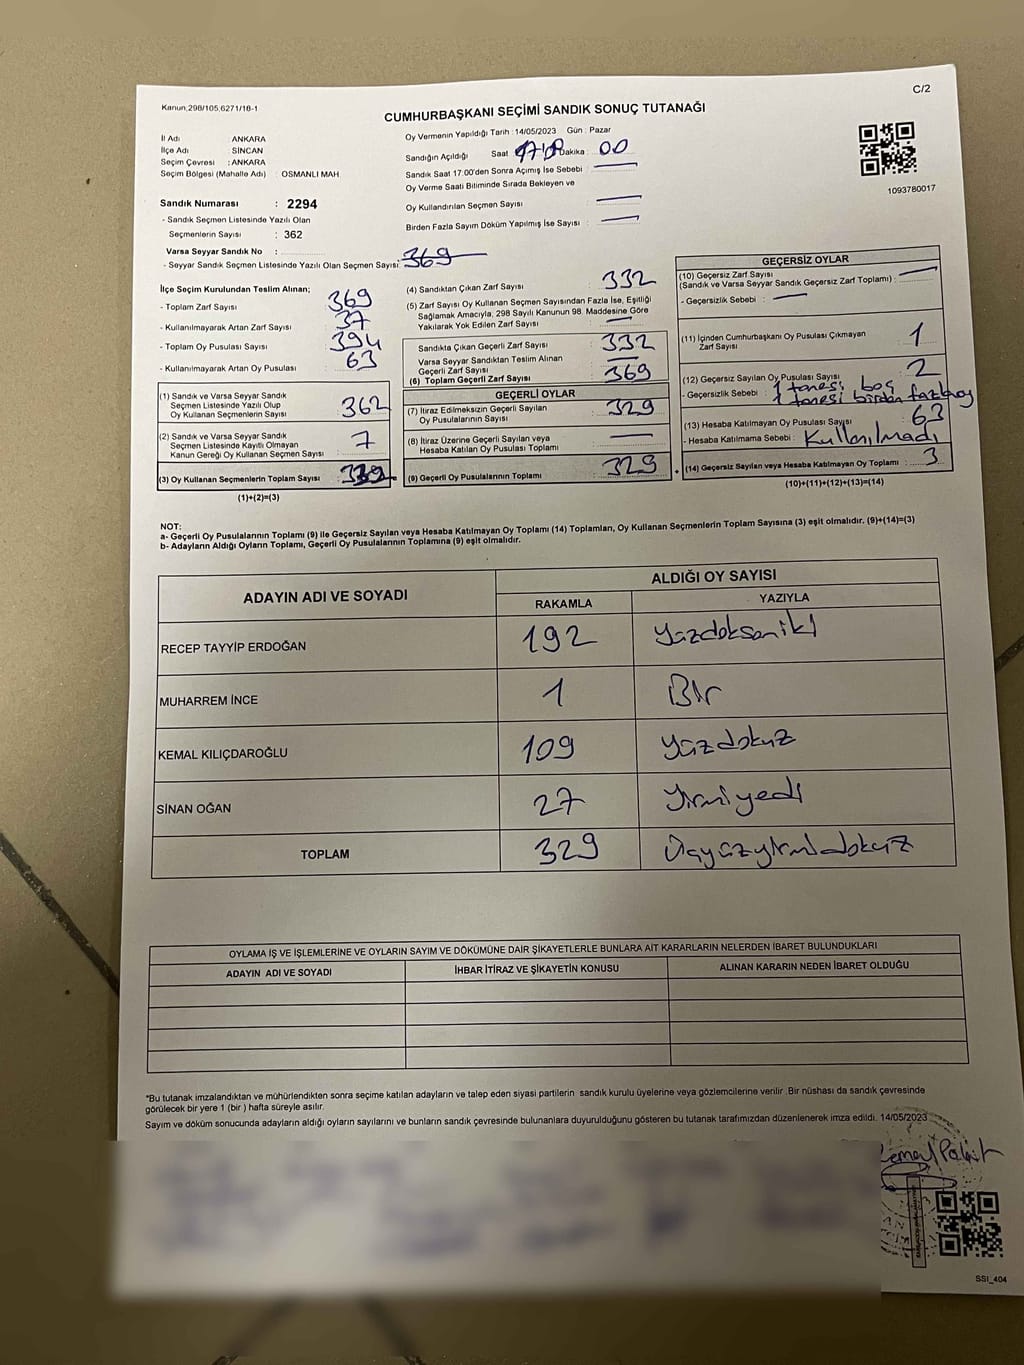 Kanun,298/105,6271/16-1
C/2
CUMHURBAŞKANI SEÇİMİ SANDIK SONUÇ TUTANAĞI
İl Adı : ANKARA
İlçe Adı : SİNCAN
Seçim Çevresi : ANKARA
Seçim Bölgesi (Mahalle Adı) : OSMANLI MAH
Oy Vermenin Yapıldığı Tarih : 14/05/2023 Gün : Pazar
Sandığın Açıldığı Saat Dakika : 00
Sandık Saat 17:00'den Sonra Açılmış İse Sebebi :
Oy Verme Saati Bitiminde Sırada Bekleyen ve
Oy Kullandırılan Seçmen Sayısı :
Birden Fazla Sayım Döküm Yapılmış İse Sayısı :
1093780017
Sandık Numarası : 2294
- Sandık Seçmen Listesinde Yazılı Olan
Seçmenlerin Sayısı : 362
Varsa Seyyar Sandık No :
- Seyyar Sandık Seçmen Listesinde Yazılı Olan Seçmen Sayısı: 369
İlçe Seçim Kurulundan Teslim Alınan;
- Toplam Zarf Sayısı : 369
- Kullanılmayarak Artan Zarf Sayısı : 37
- Toplam Oy Pusulası Sayısı : 394
- Kullanılmayarak Artan Oy Pusulası : 63
(1) Sandık ve Varsa Seyyar Sandık
Seçmen Listesinde Yazılı Olup
Oy Kullanan Seçmenlerin Sayısı : 362
(2) Sandık ve Varsa Seyyar Sandık
Seçmen Listesinde Kayıtlı Olmayan
Kanun Gereği Oy Kullanan Seçmen Sayısı : 7
(3) Oy Kullanan Seçmenlerin Toplam Sayısı :
(1)+(2)=(3)
(4) Sandıktan Çıkan Zarf Sayısı : 332
(5) Zarf Sayısı Oy Kullanan Seçmen Sayısından Fazla İse, Eşitliği
Sağlamak Amacıyla, 298 Sayılı Kanunun 98. Maddesine Göre
Yakılarak Yok Edilen Zarf Sayısı :
Sandıkta Çıkan Geçerli Zarf Sayısı : 332
Varsa Seyyar Sandıktan Teslim Alınan
Geçerli Zarf Sayısı :
(6) Toplam Geçerli Zarf Sayısı : 369
GEÇERLİ OYLAR
(7) İtiraz Edilmeksizin Geçerli Sayılan
Oy Pusulalarının Sayısı : 329
(8) İtiraz Üzerine Geçerli Sayılan veya
Hesaba Katılan Oy Pusulası Toplamı :
(9) Geçerli Oy Pusulalarının Toplamı : 329
GEÇERSİZ OYLAR
(10) Geçersiz Zarf Sayısı
(Sandık ve Varsa Seyyar Sandık Geçersiz Zarf Toplamı) :
- Geçersizlik Sebebi :
(11) İçinden Cumhurbaşkanı Oy Pusulası Çıkmayan
Zarf Sayısı : 1
(12) Geçersiz Sayılan Oy Pusulası Sayısı : 2
- Geçersizlik Sebebi : 1 tanesi boş
1 tanesi birden fazla oy
(13) Hesaba Katılmayan Oy Pusulası Sayısı : 63
- Hesaba Katılmama Sebebi : Kullanılmadı
(14) Geçersiz Sayılan veya Hesaba Katılmayan Oy Toplamı : 3
(10)+(11)+(12)+(13)=(14)
NOT:
a- Geçerli Oy Pusulalarının Toplamı (9) ile Geçersiz Sayılan veya Hesaba Katılmayan Oy Toplamı (14) Toplamları, Oy Kullanan Seçmenlerin Toplam Sayısına (3) eşit olmalıdır. (9)+(14)=(3)
b- Adayların Aldığı Oyların Toplamı, Geçerli Oy Pusulalarının Toplamına (9) eşit olmalıdır.
ADAYIN ADI VE SOYADI
ALDIĞI OY SAYISI
RAKAMLA YAZIYLA
RECEP TAYYİP ERDOĞAN 192 Yüzdoksaniki
MUHARREM İNCE 1 Bir
KEMAL KILIÇDAROĞLU 109 Yüzdokuz
SİNAN OĞAN 27 Yirmiyedi
TOPLAM 329 Üçyüzyirmidokuz
OYLAMA İŞ VE İŞLEMLERİNE VE OYLARIN SAYIM VE DÖKÜMÜNE DAİR ŞİKAYETLERLE BUNLARA AİT KARARLARIN NELERDEN İBARET BULUNDUKLARI
ADAYIN ADI VE SOYADI İHBAR İTİRAZ VE ŞİKAYETİN KONUSU ALINAN KARARIN NEDEN İBARET OLDUĞU
*Bu tutanak imzalandıktan ve mühürlendikten sonra seçime katılan adayların ve talep eden siyasi partilerin sandık kurulu üyelerine veya gözlemcilerine verilir .Bir nüshası da sandık çevresinde
görülecek bir yere 1 (bir ) hafta süreyle asılır.
Sayım ve döküm sonucunda adayların aldığı oyların sayılarını ve bunların sandık çevresinde bulunanlara duyurulduğunu gösteren bu tutanak tarafımızdan düzenlenerek imza edildi. 14/05/2023
SSI_404